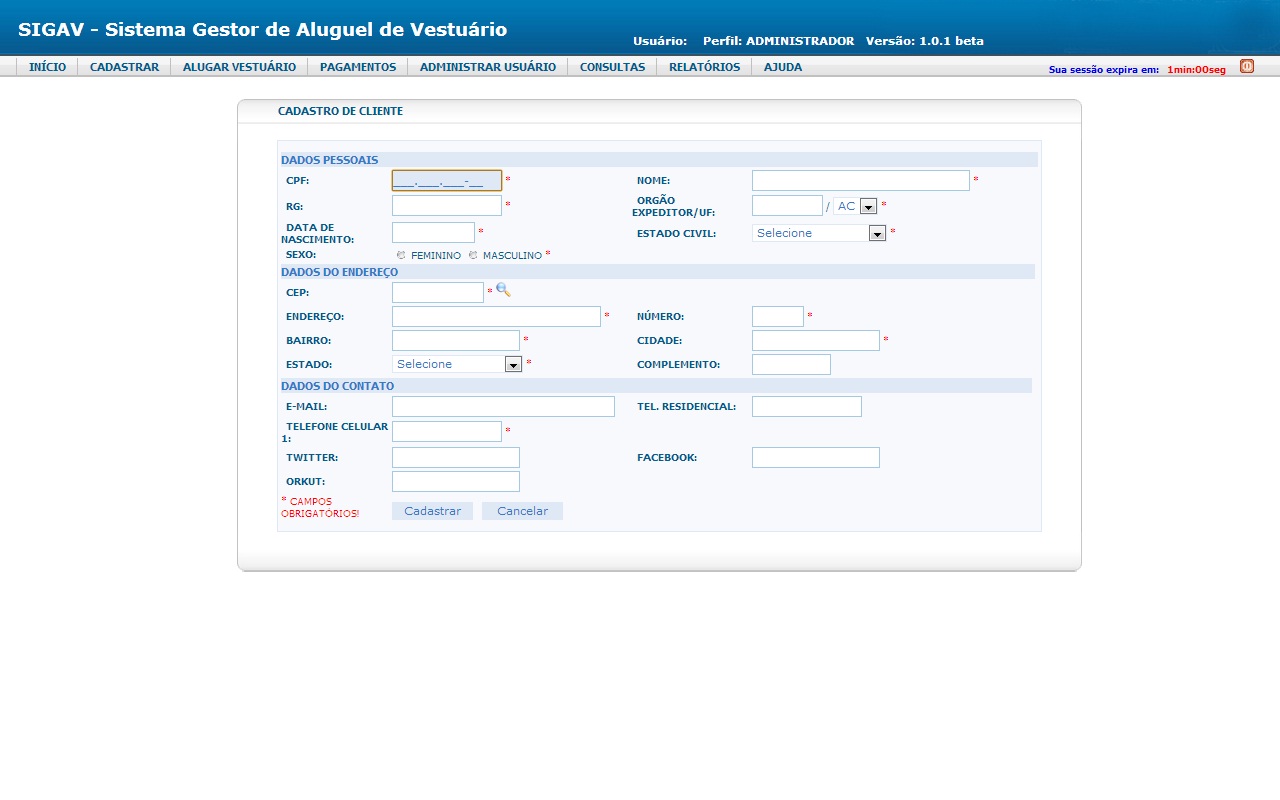 SIGAV - Sistema Gestor de Aluguel de Vestuário
Usuário: Perfil: ADMINISTRADOR Versão: 1.0.1 beta
INÍCIO CADASTRAR ALUGAR VESTUÁRIO PAGAMENTOS ADMINISTRAR USUÁRIO CONSULTAS RELATÓRIOS AJUDA Sua sessão expira em: 1min:00seg
CADASTRO DE CLIENTE
DADOS PESSOAIS
CPF: ___.___.___-__ * NOME: *
RG: * ORGÃO EXPEDITOR/UF: / AC *
DATA DE NASCIMENTO: * ESTADO CIVIL: Selecione *
SEXO: FEMININO MASCULINO *
DADOS DO ENDEREÇO
CEP: *
ENDEREÇO: * NÚMERO: *
BAIRRO: * CIDADE: *
ESTADO: Selecione * COMPLEMENTO:
DADOS DO CONTATO
E-MAIL: TEL. RESIDENCIAL:
TELEFONE CELULAR 1: *
TWITTER: FACEBOOK:
ORKUT:
* CAMPOS OBRIGATÓRIOS! Cadastrar Cancelar